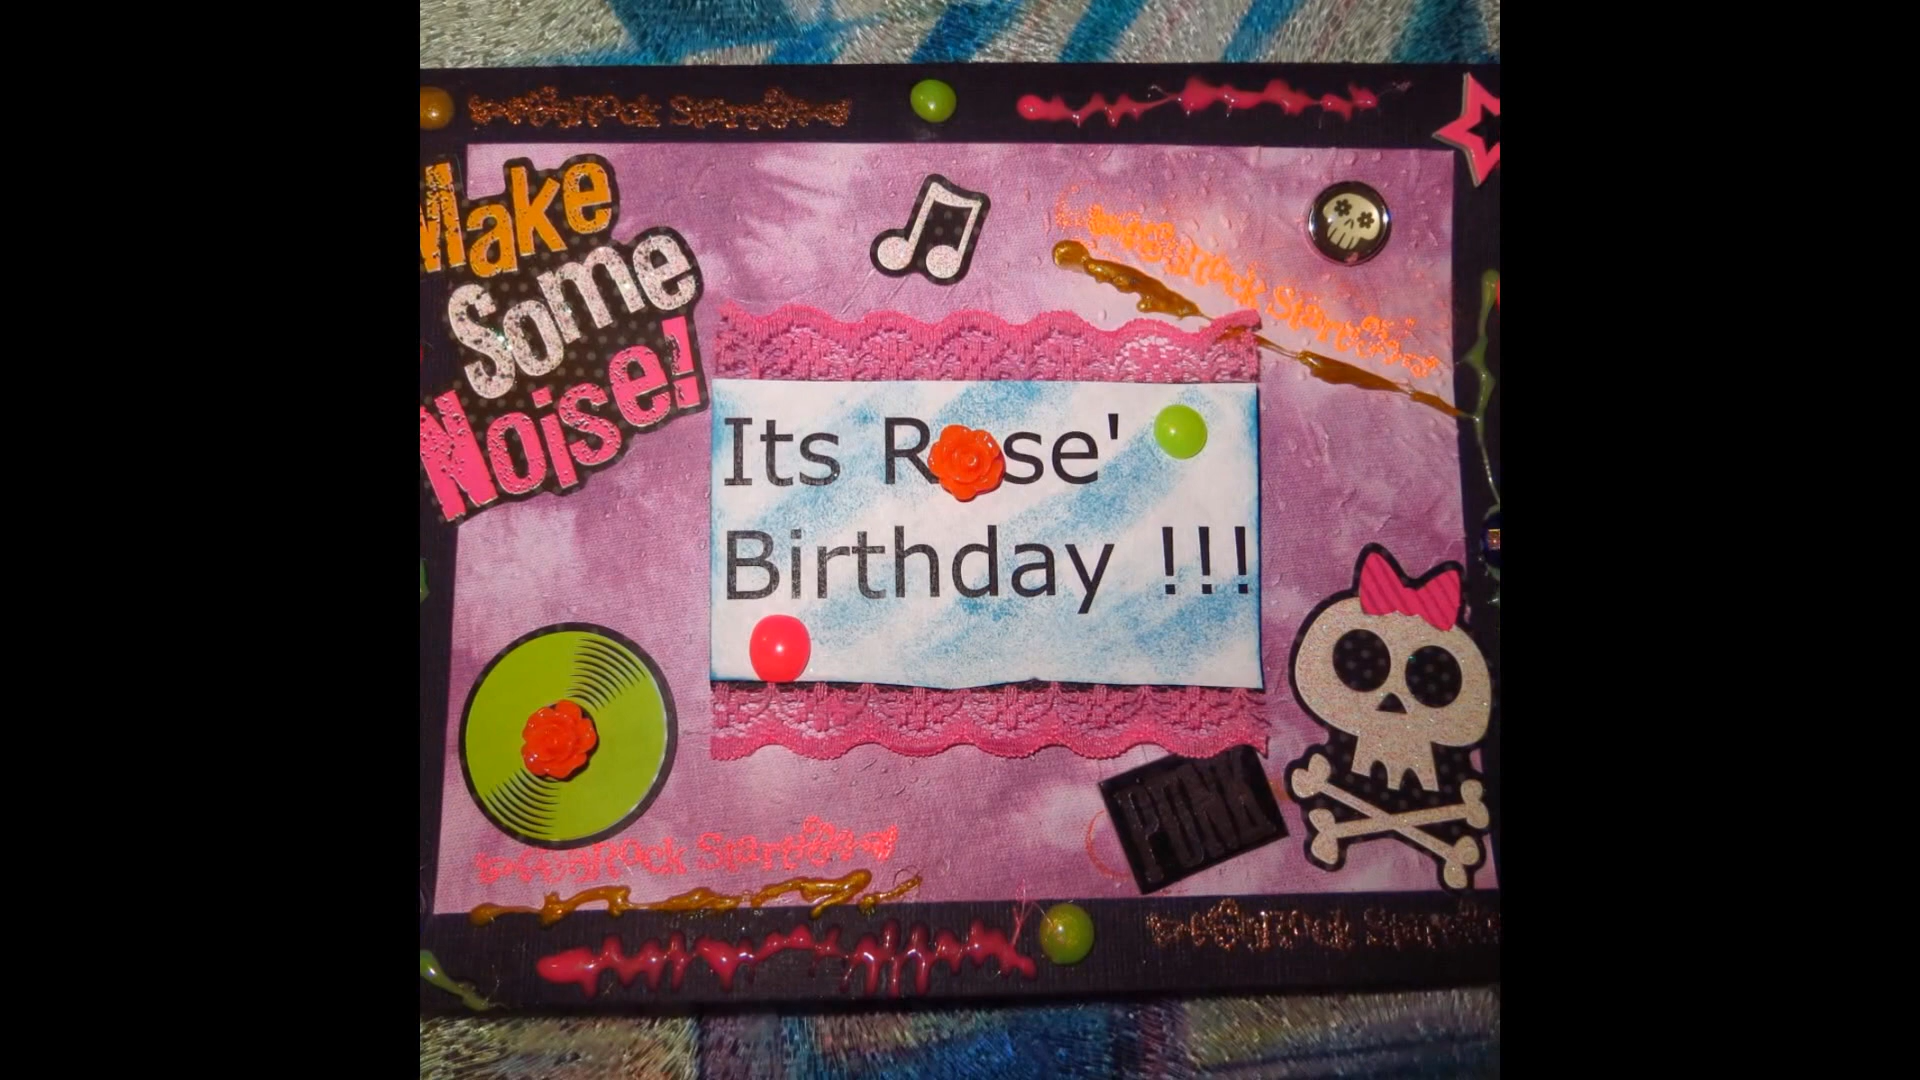 Rock Star
Make
Some
Noise!
Rock Star
Its Rose'
Birthday !!!
PUNK
Rock Star
Rock Star